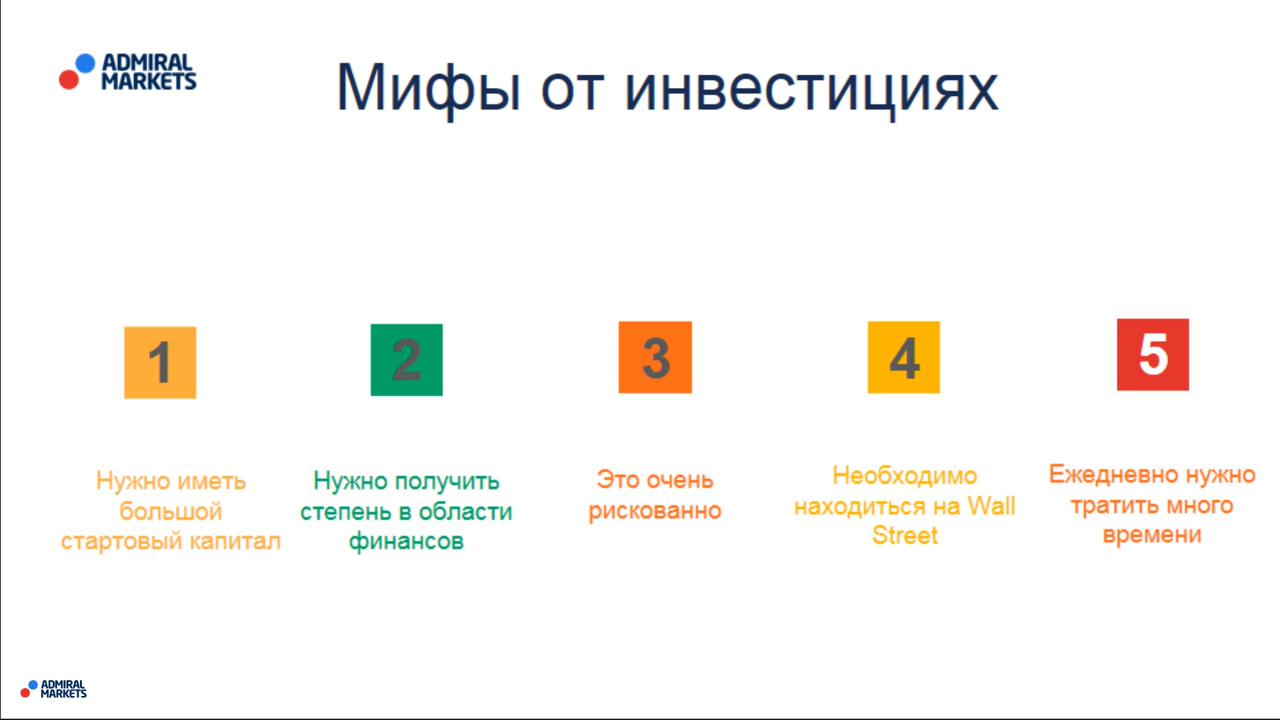 ADMIRAL
MARKETS
Мифы от инвестициях
1
2
3
4
5
Нужно иметь
большой
стартовый капитал
Нужно получить
степень в области
финансов
Это очень
рискованно
Необходимо
находиться на Wall
Street
Ежедневно нужно
тратить много
времени
ADMIRAL
MARKETS